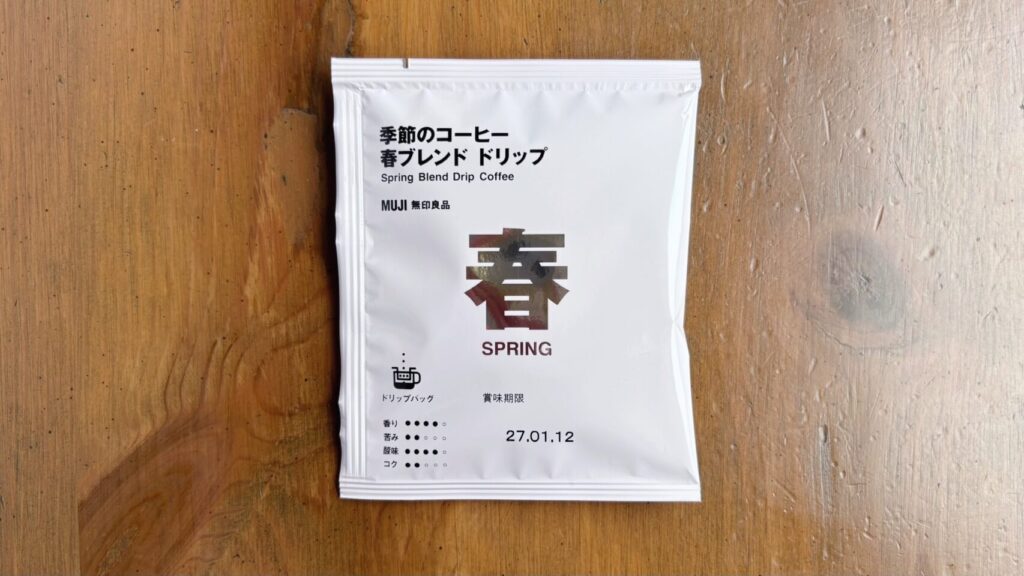 季節のコーヒー
春ブレンド ドリップ
Spring Blend Drip Coffee
MUJI 無印良品
春
SPRING
ドリップバッグ
賞味期限
27.01.12
香り ●●●●○
苦み ●●○○○
酸味 ●●●●○
コク ●●○○○